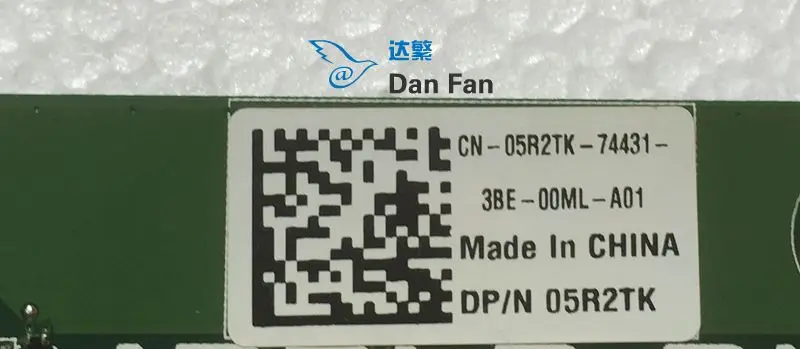 达繁
Dan Fan
CN-05R2TK-74431-
3BE-00ML-A01
Made In CHINA
DP/N 05R2TK